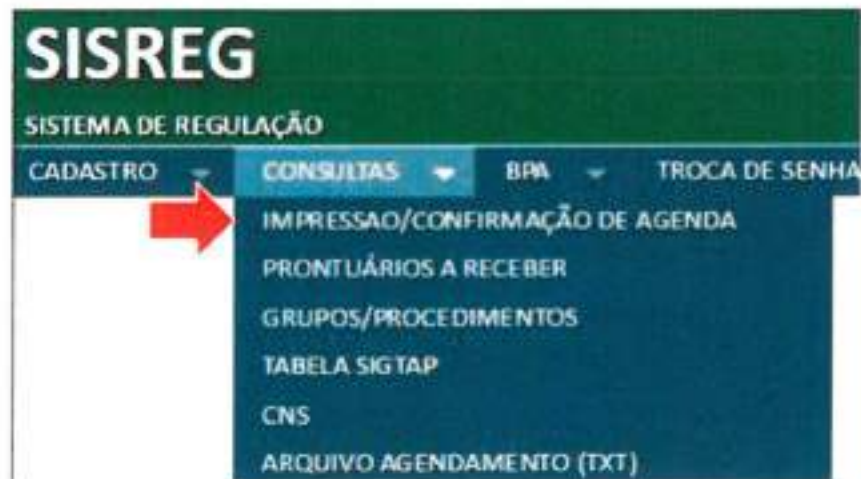 SISREG
SISTEMA DE REGULAÇÃO
CADASTRO CONSULTAS BPA TROCA DE SENHA
IMPRESSAO/CONFIRMAÇÃO DE AGENDA
PRONTUÁRIOS A RECEBER
GRUPOS/PROCEDIMENTOS
TABELA SIGTAP
CNS
ARQUIVO AGENDAMENTO (TXT)